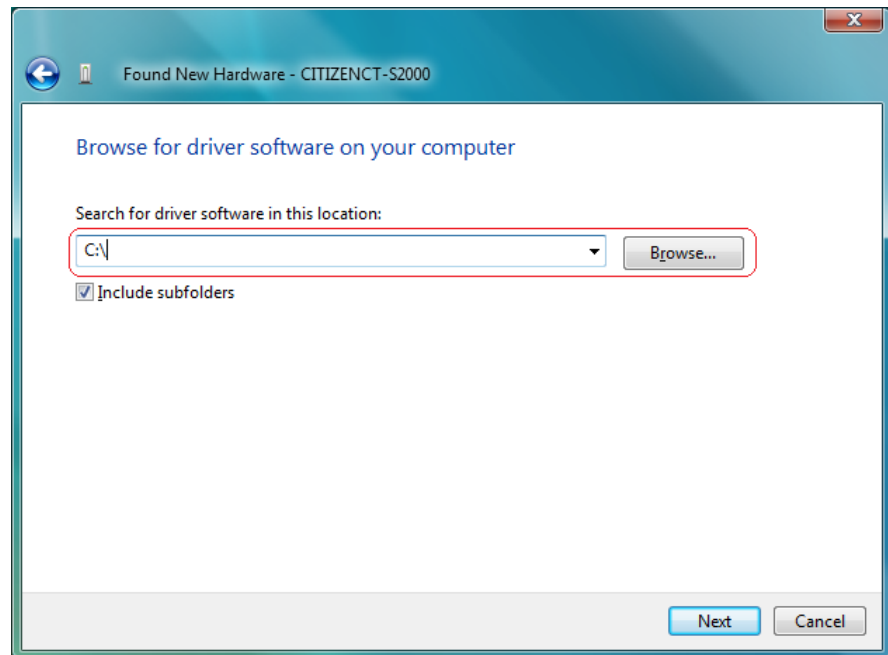 Found New Hardware - CITIZENCT-S2000
Browse for driver software on your computer
Search for driver software in this location:
C:\
Browse...
Include subfolders
Next
Cancel